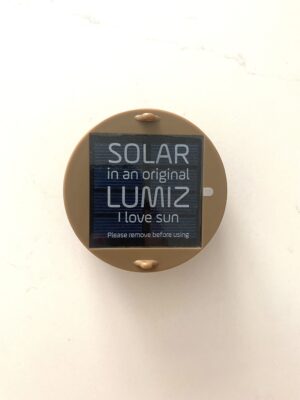 SOLAR
in an original
LUMIZ
I love sun
Please remove before using